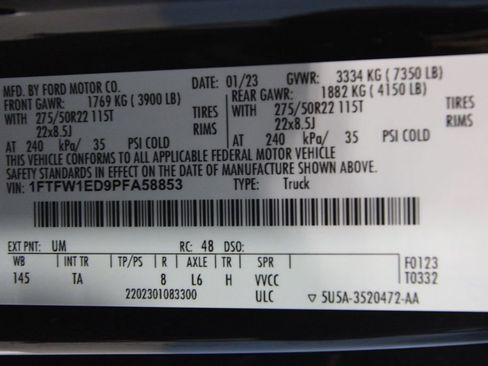 MFD. BY FORD MOTOR CO. DATE: 01/23 GVWR: 3334 KG ( 7350 LB)
FRONT GAWR: 1769 KG ( 3900 LB) REAR GAWR: 1882 KG ( 4150 LB)
WITH 275/50R22 115T TIRES WITH 275/50R22 115T TIRES
22x8.5J RIMS 22x8.5J RIMS
AT 240 kPa/ 35 PSI COLD AT 240 kPa/ 35 PSI COLD
THIS VEHICLE CONFORMS TO ALL APPLICABLE FEDERAL MOTOR VEHICLE
SAFETY STANDARDS IN EFFECT ON THE DATE OF MANUFACTURE SHOWN ABOVE.
VIN: 1FTFW1ED9PFA58853 TYPE: Truck
EXT PNT: UM RC: 48 DSO:
WB INT TR TP/PS R AXLE TR SPR F0123
145 TA 8 L6 H VVCC T0332
2202301083300 ULC ▽ 5U5A-3520472-AA